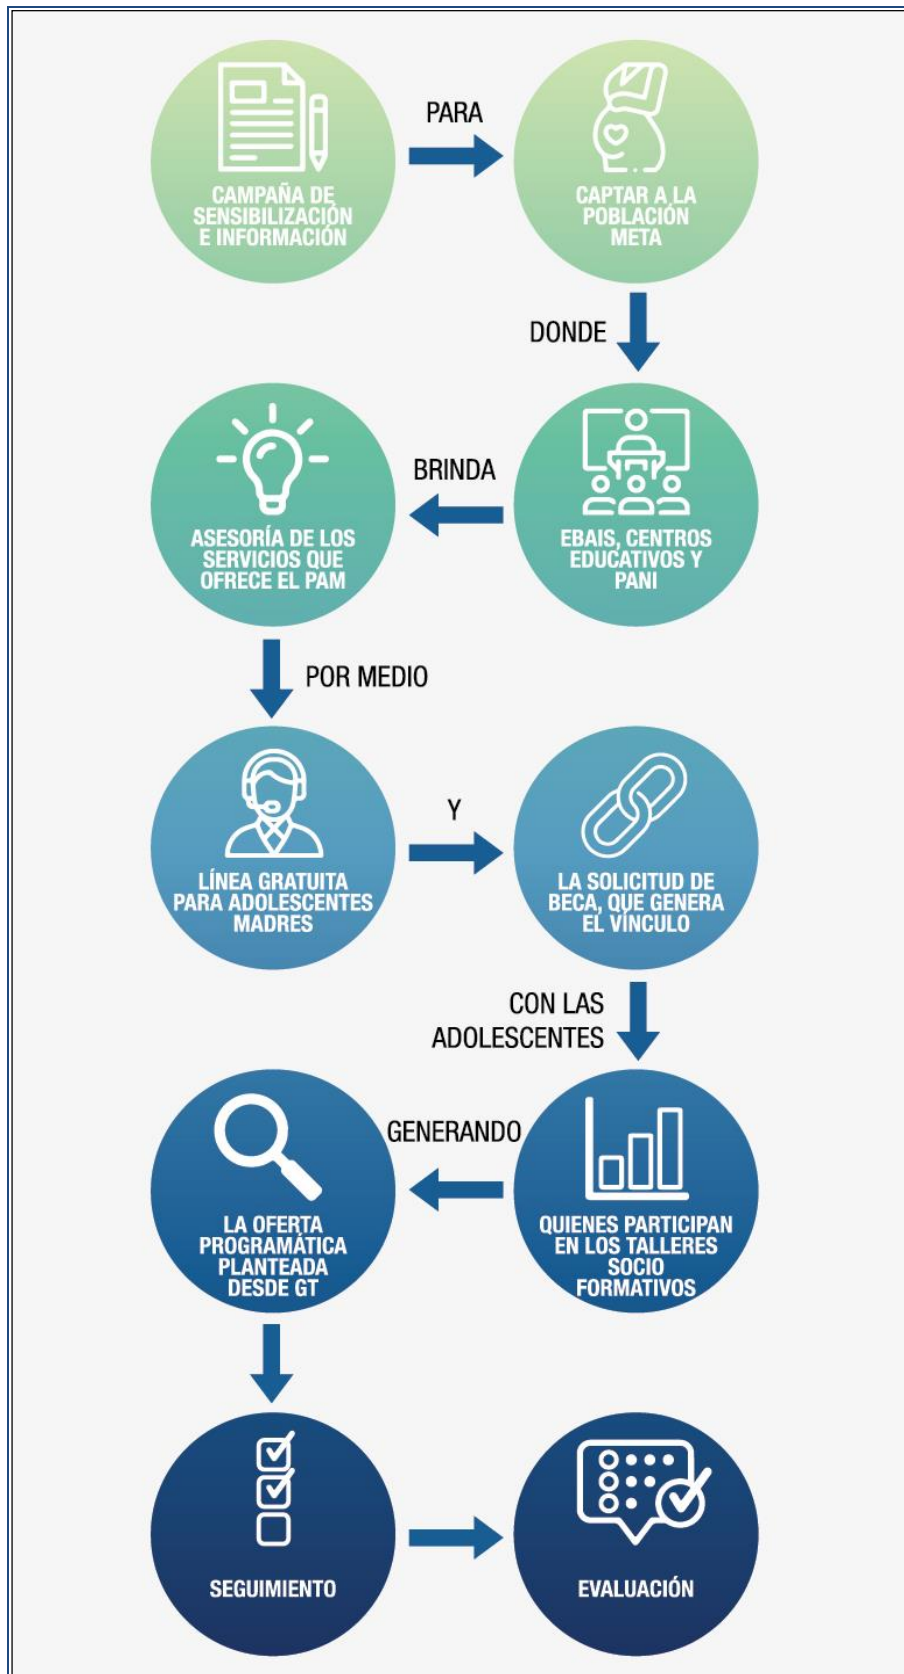 CAMPAÑA DE
SENSIBILIZACIÓN
E INFORMACIÓN
PARA
CAPTAR A LA
POBLACIÓN
META
DONDE
EBAIS, CENTROS
EDUCATIVOS Y
PANI
BRINDA
ASESORÍA DE LOS
SERVICIOS QUE
OFRECE EL PAM
POR MEDIO
LÍNEA GRATUITA
PARA ADOLESCENTES
MADRES
Y
LA SOLICITUD DE
BECA, QUE GENERA
EL VÍNCULO
CON LAS
ADOLESCENTES
QUIENES PARTICIPAN
EN LOS TALLERES
SOCIO
FORMATIVOS
GENERANDO
LA OFERTA
PROGRAMÁTICA
PLANTEADA
DESDE GT
SEGUIMIENTO
EVALUACIÓN